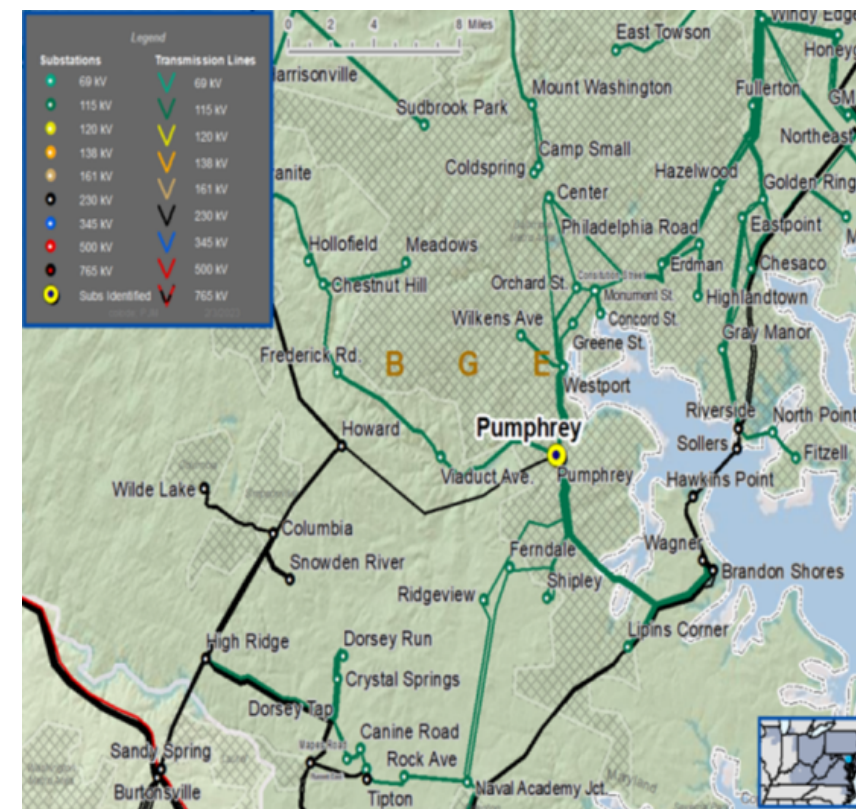 Legend
Substations
Transmission Lines
69 kV
69 kV
115 kV
115 kV
120 kV
120 kV
138 kV
138 kV
161 kV
161 kV
230 kV
230 kV
345 kV
345 kV
500 kV
500 kV
765 kV
765 kV
Subs Identified
0 2 4 8 Miles
East Towson
Windy Edge
arrisonville
Mount Washington
Fullerton
Sudbrook Park
Northeast
Camp Small
Coldspring
Hazelwood
anite
Center
Golden Ring
Philadelphia Road
Eastpoint
Hollofield
Meadows
Erdman
Chesaco
Chestnut Hill
Orchard St.
Monument St.
Highlandtown
Wilkens Ave
Concord St.
Greene St.
Gray Manor
Frederick Rd.
B G E
Westport
Riverside
North Point
Pumphrey
Howard
Sollers
Fitzell
Viaduct Ave.
Pumphrey
Hawkins Point
Wilde Lake
Columbia
Wagner
Snowden River
Ferndale
Brandon Shores
Ridgeview
Shipley
Lipins Corner
High Ridge
Dorsey Run
Crystal Springs
Dorsey Tap
Canine Road
Sandy Spring
Rock Ave
Burtonsville
Tipton
Naval Academy Jct.